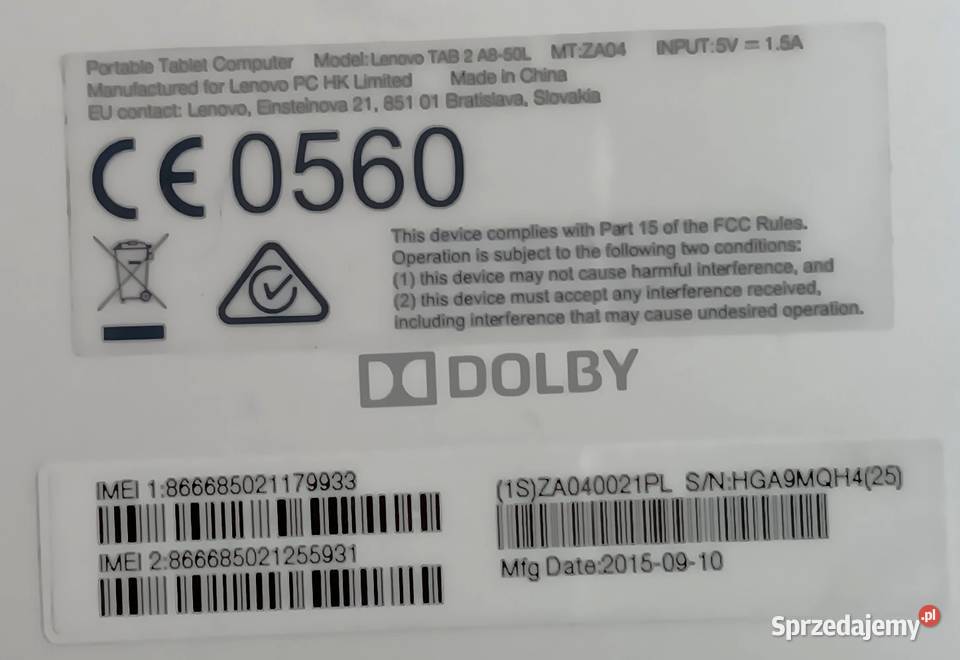 Portable Tablet Computer Model:Lenovo TAB 2 A8-50L MT:ZA04 INPUT:5V ⎓ 1.5A
Manufactured for Lenovo PC HK Limited Made in China
EU contact: Lenovo, Einsteinova 21, 851 01 Bratislava, Slovakia
CE0560
This device complies with Part 15 of the FCC Rules.
Operation is subject to the following two conditions:
(1) this device may not cause harmful interference, and
(2) this device must accept any interference received,
including interference that may cause undesired operation.
DOLBY
IMEI 1:866685021179933
IMEI 2:866685021255931
(1S)ZA040021PL S/N:HGA9MQH4(25)
Mfg Date:2015-09-10
Sprzedajemy.pl